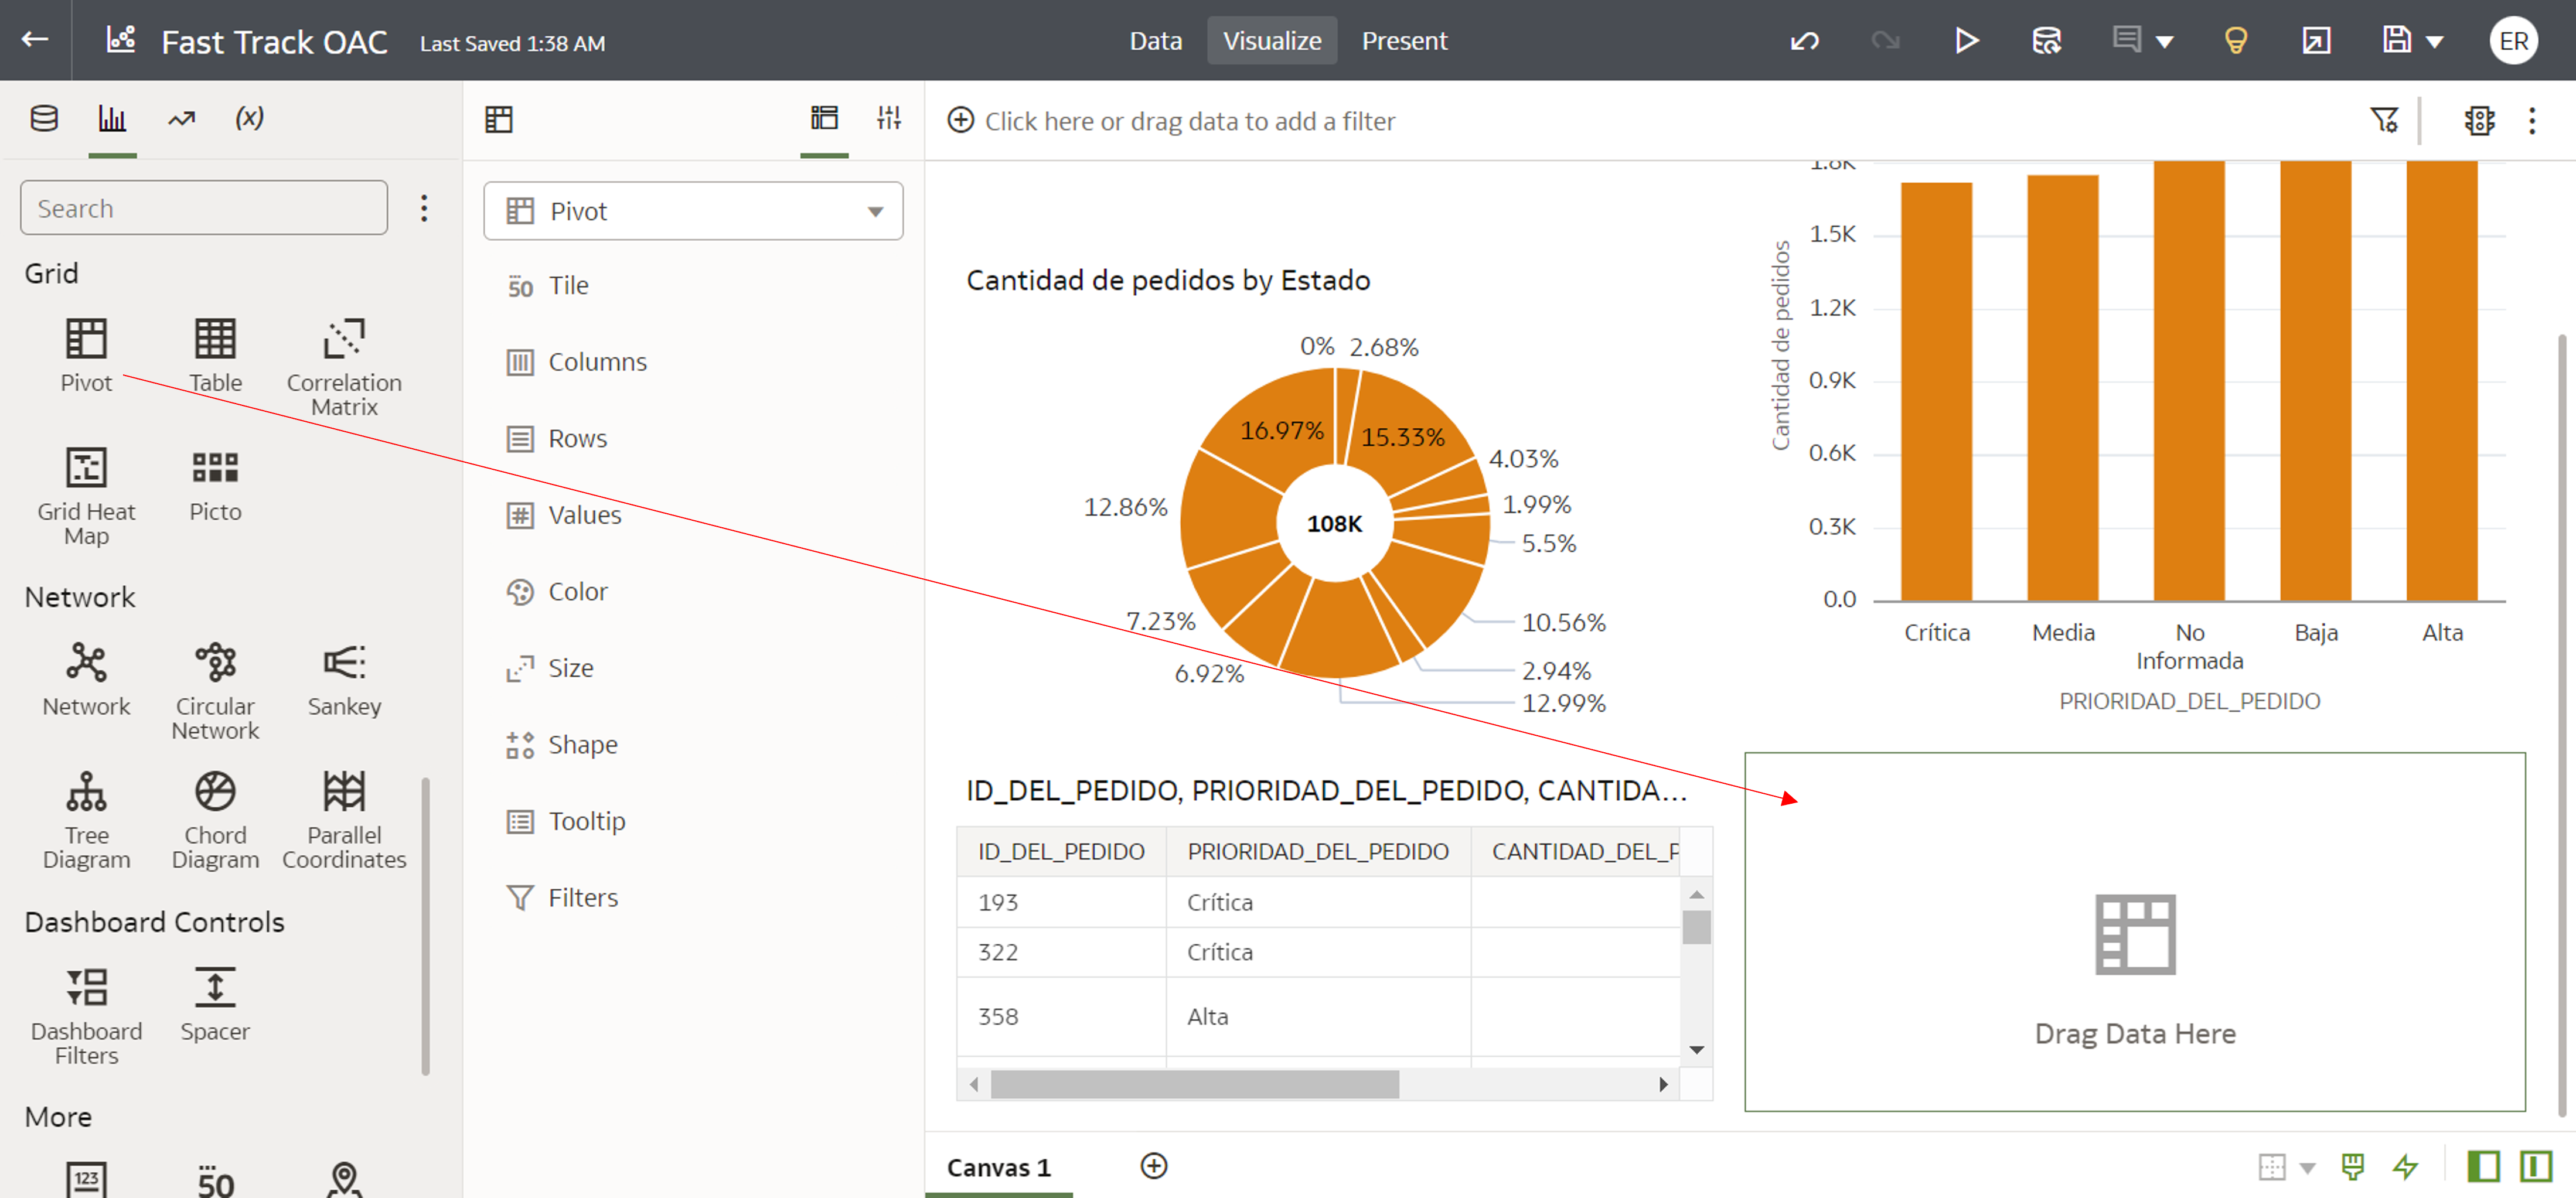 Fast Track OAC Last Saved 1:38 AM
Data Visualize Present
ER
(x)
Click here or drag data to add a filter
Search
Grid
Pivot Table Correlation
Matrix
Grid Heat
Map
Picto
Network
Network Circular
Network
Sankey
Tree
Diagram
Chord
Diagram
Parallel
Coordinates
Dashboard Controls
Dashboard
Filters
Spacer
More
123
50
Pivot
50 Tile
Columns
Rows
# Values
Color
Size
Shape
Tooltip
Filters
Cantidad de pedidos by Estado
0% 2.68%
16.97% 15.33%
4.03%
12.86% 1.99%
108K
5.5%
7.23% 10.56%
6.92% 2.94%
12.99%
Cantidad de pedidos
1.8K
1.5K
1.2K
0.9K
0.6K
0.3K
0.0
Crítica Media No
Informada
Baja Alta
PRIORIDAD_DEL_PEDIDO
ID_DEL_PEDIDO, PRIORIDAD_DEL_PEDIDO, CANTIDA...
ID_DEL_PEDIDO PRIORIDAD_DEL_PEDIDO CANTIDAD_DEL_P
193 Crítica
322 Crítica
358 Alta
Drag Data Here
Canvas 1